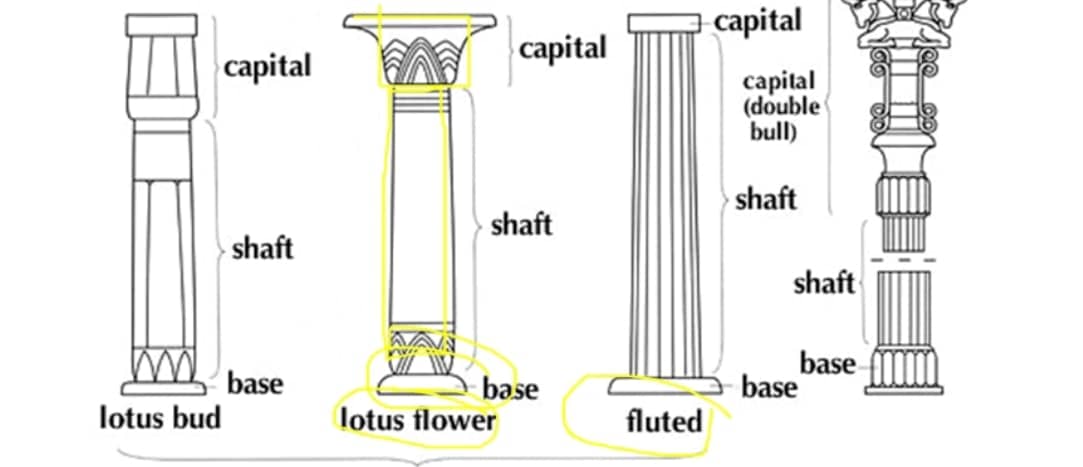 capital
shaft
base
lotus bud
capital
shaft
base
lotus flower
capital
shaft
base
fluted
capital
(double
bull)
shaft
base